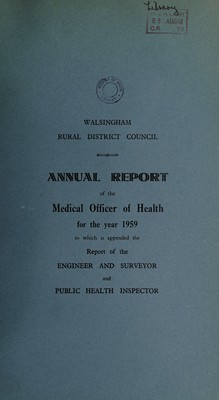 Library
WALSINGHAM
RURAL DISTRICT COUNCIL
ANNUAL REPORT
of the
Medical Officer of Health
for the year 1959
to which is appended the
Report of the
ENGINEER AND SURVEYOR
and
PUBLIC HEALTH INSPECTOR